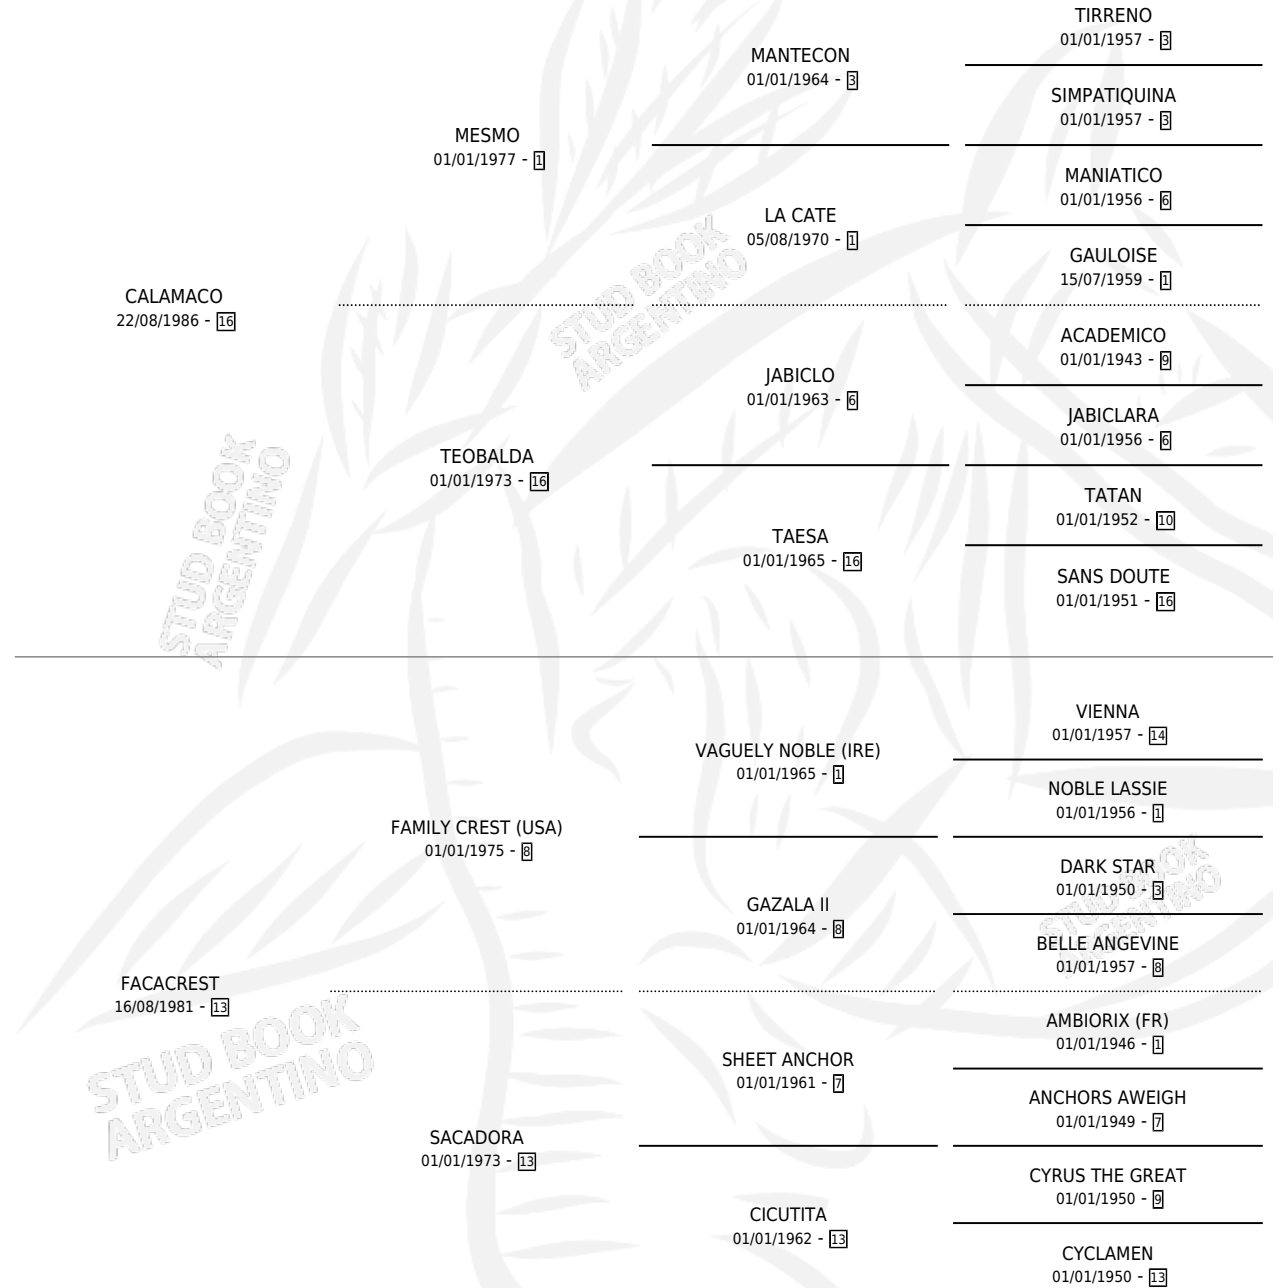 TIRRENO
01/01/1957 - 3
MANTECON
01/01/1964 - 3
SIMPATIQUINA
01/01/1957 - 3
MESMO
01/01/1977 - 1
MANIATICO
01/01/1956 - 6
LA CATE
05/08/1970 - 1
GAULOISE
15/07/1959 - 1
CALAMACO
22/08/1986 - 16
ACADEMICO
01/01/1943 - 9
JABICLO
01/01/1963 - 6
JABICLARA
01/01/1956 - 6
TEOBALDA
01/01/1973 - 16
TATAN
01/01/1952 - 10
TAESA
01/01/1965 - 16
SANS DOUTE
01/01/1951 - 16
VIENNA
01/01/1957 - 14
VAGUELY NOBLE (IRE)
01/01/1965 - 1
NOBLE LASSIE
01/01/1956 - 1
FAMILY CREST (USA)
01/01/1975 - 8
DARK STAR
01/01/1950 - 3
GAZALA II
01/01/1964 - 8
BELLE ANGEVINE
01/01/1957 - 8
FACACREST
16/08/1981 - 13
AMBIORIX (FR)
01/01/1946 - 1
SHEET ANCHOR
01/01/1961 - 7
ANCHORS AWEIGH
01/01/1949 - 7
SACADORA
01/01/1973 - 13
CYRUS THE GREAT
01/01/1950 - 9
CICUTITA
01/01/1962 - 13
CYCLAMEN
01/01/1950 - 13
STUD BOOK
ARGENTINO
STUD BOOK
ARGENTINO
STUD BOOK
ARGENTINO
STUD BOOK
ARGENTINO